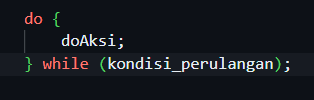 do {
    doAksi;
} while (kondisi_perulangan);